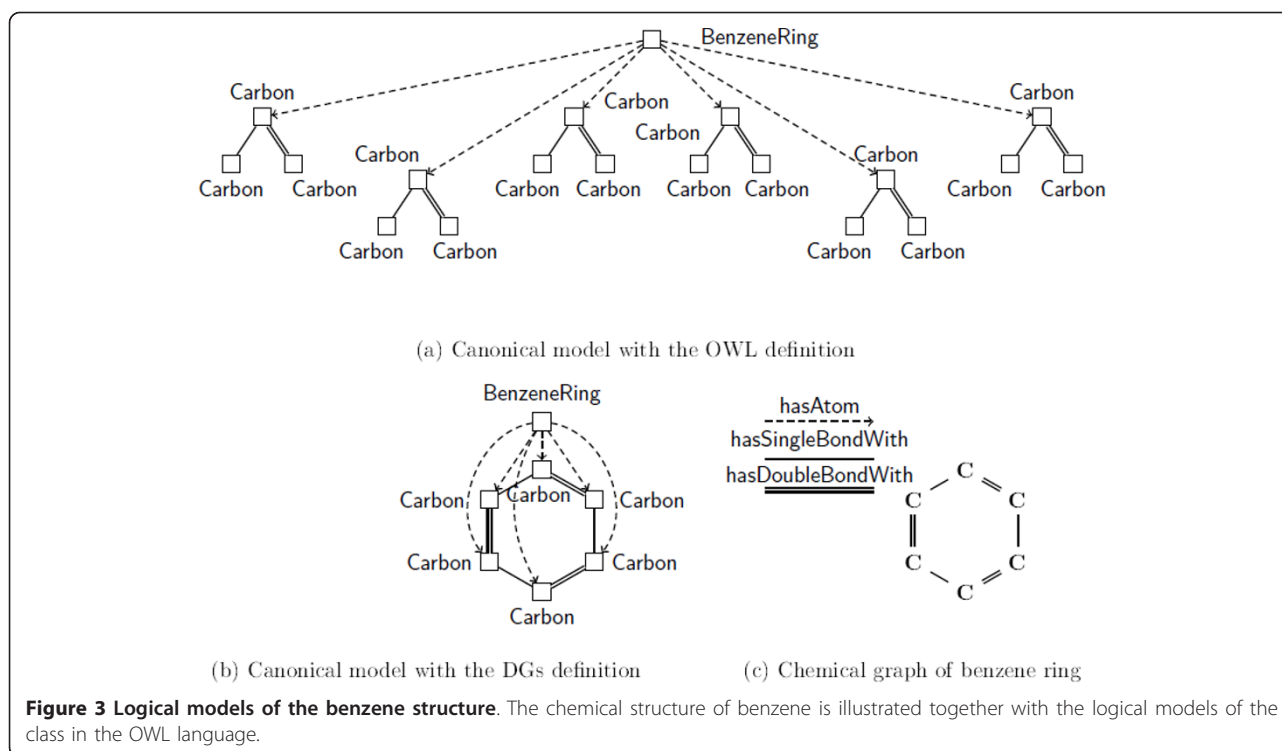 BenzeneRing
Carbon
Carbon
Carbon
Carbon
Carbon
Carbon
Carbon Carbon
Carbon Carbon
Carbon Carbon
Carbon Carbon
Carbon Carbon
Carbon Carbon
(a) Canonical model with the OWL definition
BenzeneRing
Carbon
Carbon
Carbon
Carbon
Carbon
Carbon
(b) Canonical model with the DGs definition
hasAtom
hasSingleBondWith
hasDoubleBondWith
C
C
C
C
C
C
(c) Chemical graph of benzene ring
Figure 3 Logical models of the benzene structure. The chemical structure of benzene is illustrated together with the logical models of the
class in the OWL language.